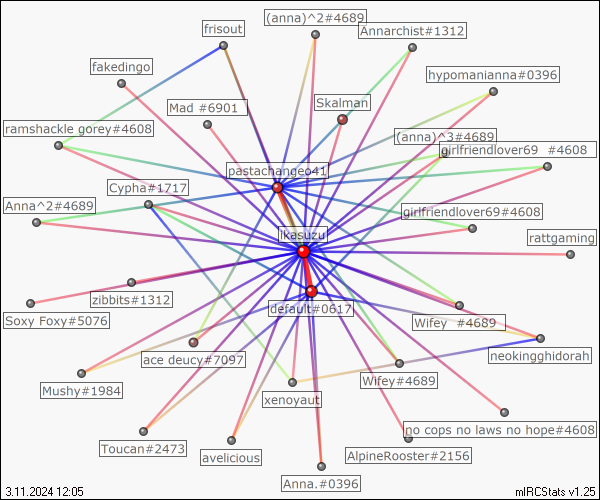 (anna)^2#4689
frisout
Annarchist#1312
fakedingo
hypomanianna#0396
Mad #6901
Skalman
ramshackle gorey#4608
(anna)^3#4689
girlfriendlover69 #4608
pastachangeo41
Cypha#1717
Anna^2#4689
girlfriendlover69#4608
ikasuzu
rattgaming
zibbits#1312
default#0617
Soxy Foxy#5076
Wifey #4689
ace deucy#7097
neokingghidorah
Mushy#1984
Wifey#4689
xenoyaut
no cops no laws no hope#4608
Toucan#2473
avelicious
AlpineRooster#2156
Anna.#0396
3.11.2024 12:05
mIRCStats v1.25